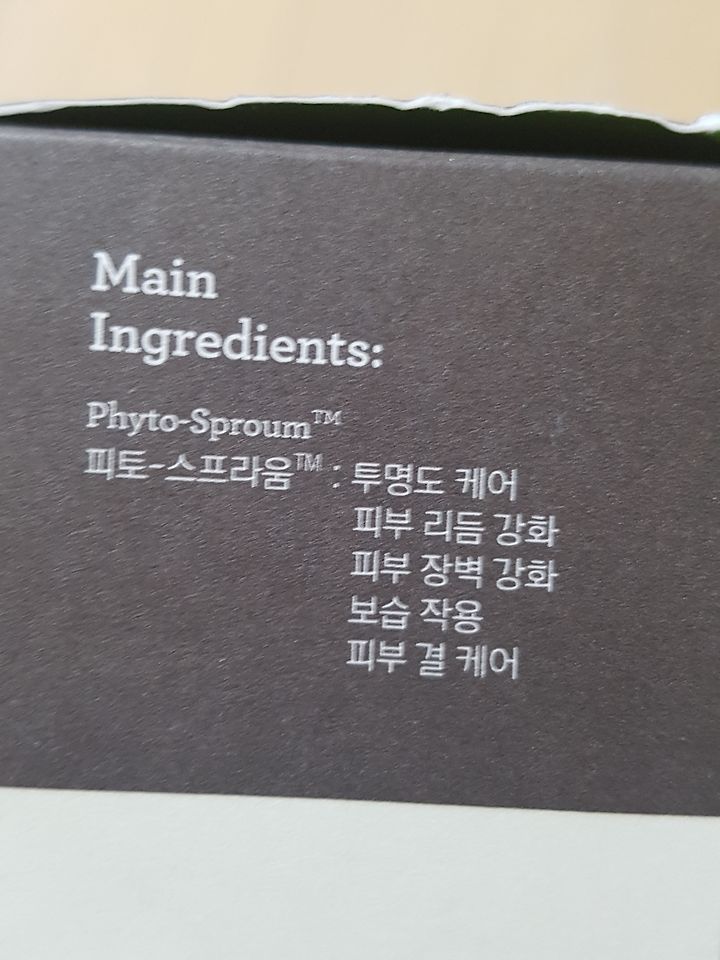 Main
Ingredients:
Phyto-Sproum™
피토-스프라움™ : 투명도 케어
피부 리듬 강화
피부 장벽 강화
보습 작용
피부 결 케어